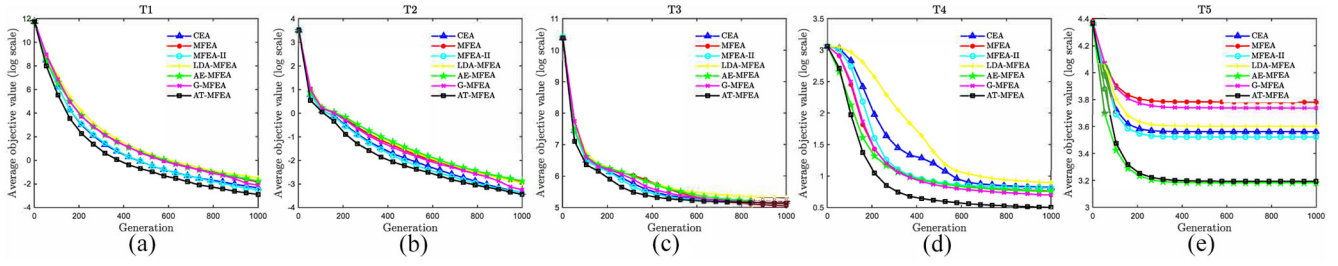 T1
Average objective value (log scale)
12
10
8
6
4
2
0
-2
-4
0
200
400
600
800
1000
Generation
CEA
MFEA
MFEA-II
LDA-MFEA
AE-MFEA
G-MFEA
AT-MFEA
(a)
T2
Average objective value (log scale)
4
3
2
1
0
-1
-2
-3
-4
0
200
400
600
800
1000
Generation
CEA
MFEA
MFEA-II
LDA-MFEA
AE-MFEA
G-MFEA
AT-MFEA
(b)
T3
Average objective value (log scale)
11
10
9
8
7
6
5
0
200
400
600
800
1000
Generation
CEA
MFEA
MFEA-II
LDA-MFEA
AE-MFEA
G-MFEA
AT-MFEA
(c)
T4
Average objective value (log scale)
3.5
3
2.5
2
1.5
1
0.5
0
200
400
600
800
1000
Generation
CEA
MFEA
MFEA-II
LDA-MFEA
AE-MFEA
G-MFEA
AT-MFEA
(d)
T5
Average objective value (log scale)
4.4
4.2
4
3.8
3.6
3.4
3.2
3
0
200
400
600
800
1000
Generation
CEA
MFEA
MFEA-II
LDA-MFEA
AE-MFEA
G-MFEA
AT-MFEA
(e)